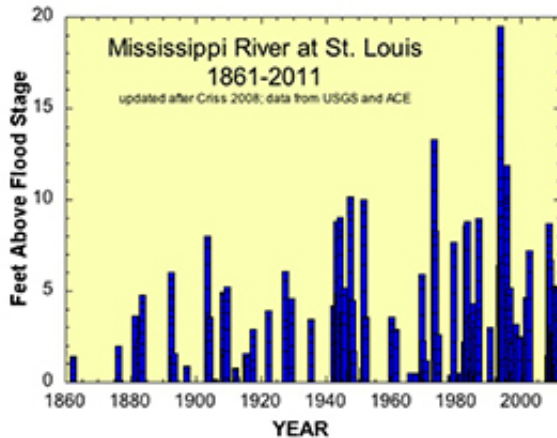 20
15
10
5
0
Feet Above Flood Stage
Mississippi River at St. Louis
1861-2011
updated after Criss 2008; data from USGS and ACE
1860 1880 1900 1920 1940 1960 1980 2000
YEAR